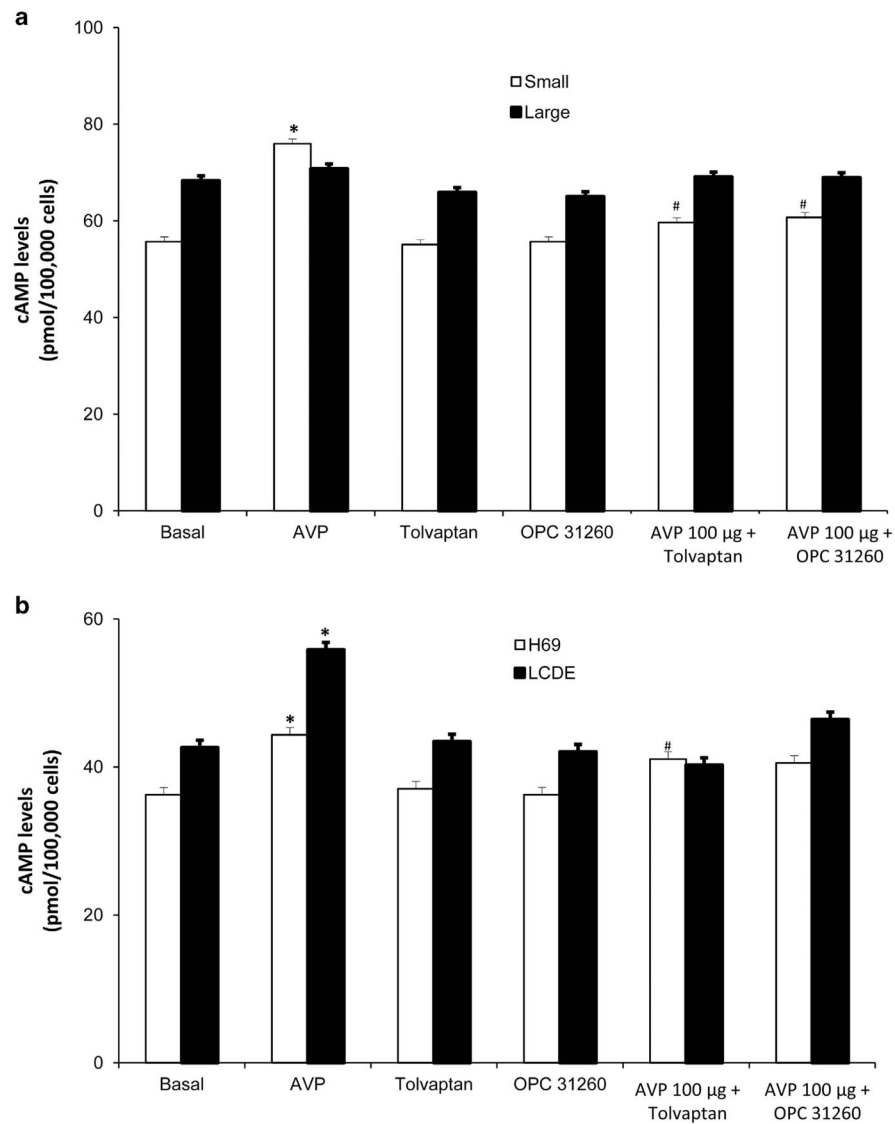 a
100
80
60
40
20
0
cAMP levels
(pmol/100,000 cells)
Small
Large
*
#
#
Basal
AVP
Tolvaptan
OPC 31260
AVP 100 µg +
Tolvaptan
AVP 100 µg +
OPC 31260
b
60
40
20
0
cAMP levels
(pmol/100,000 cells)
H69
LCDE
*
*
#
Basal
AVP
Tolvaptan
OPC 31260
AVP 100 µg +
Tolvaptan
AVP 100 µg +
OPC 31260